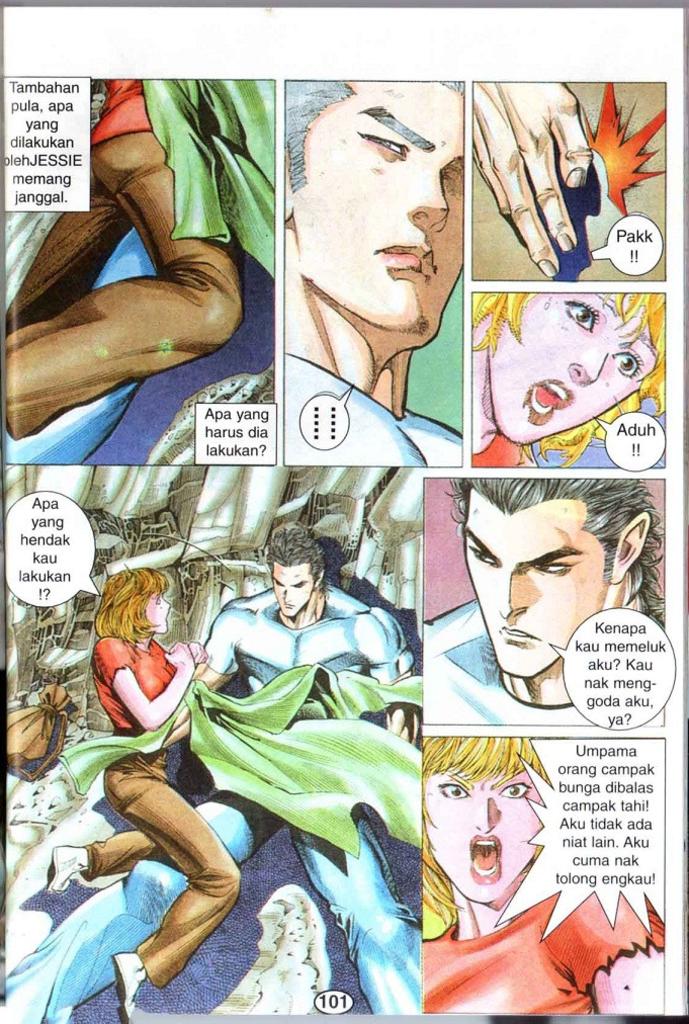 Tambahan
pula, apa
yang
dilakukan
olehJESSIE
memang
janggal.
Apa yang
harus dia
lakukan?
Pakk
!!
Aduh
!!
Apa
yang
hendak
kau
lakukan
!?
Kenapa
kau memeluk
aku? Kau
nak meng-
goda aku,
ya?
Umpama
orang campak
bunga dibalas
campak tahi!
Aku tidak ada
niat lain. Aku
cuma nak
tolong engkau!
101